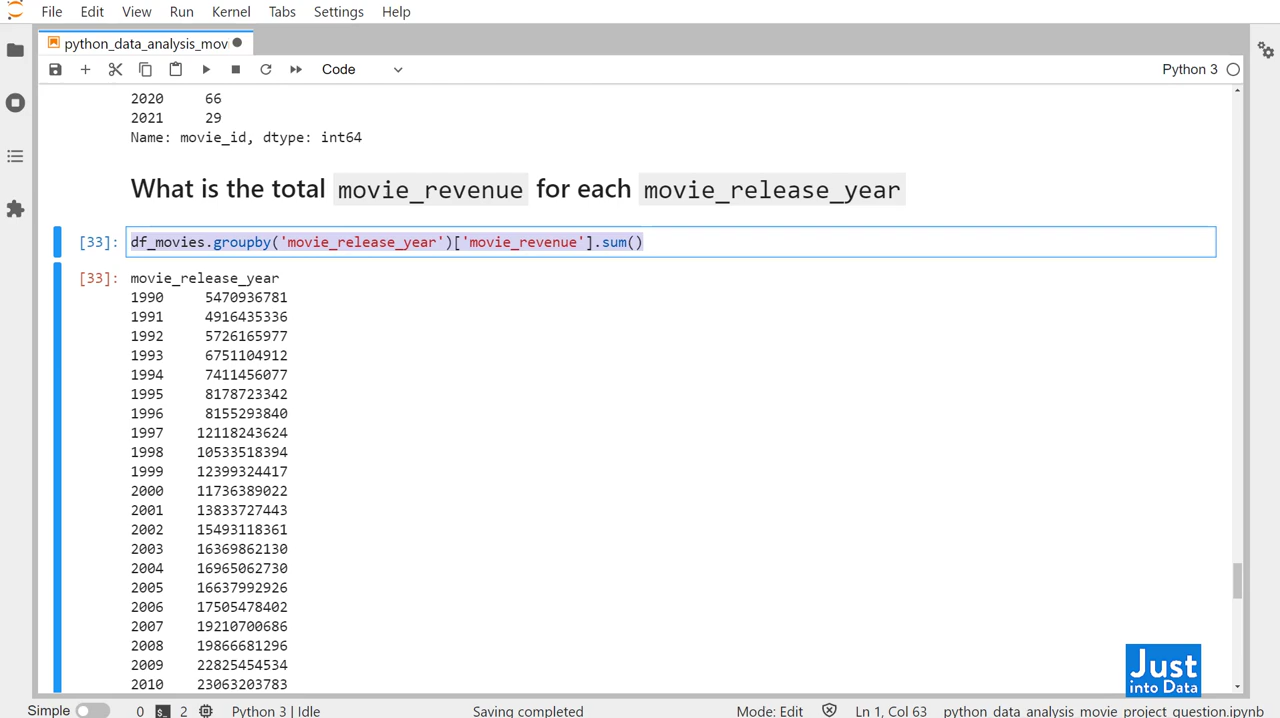 File Edit View Run Kernel Tabs Settings Help
python_data_analysis_mov
Code
Python 3
2020 66
2021 29
Name: movie_id, dtype: int64
What is the total movie_revenue for each movie_release_year
[33]: df_movies.groupby('movie_release_year')['movie_revenue'].sum()
[33]: movie_release_year
1990 5470936781
1991 4916435336
1992 5726165977
1993 6751104912
1994 7411456077
1995 8178723342
1996 8155293840
1997 12118243624
1998 10533518394
1999 12399324417
2000 11736389022
2001 13833727443
2002 15493118361
2003 16369862130
2004 16965062730
2005 16637992926
2006 17505478402
2007 19210700686
2008 19866681296
2009 22825454534
2010 23063203783
Just
into Data
Simple 0 2 Python 3 | Idle Saving completed Mode: Edit Ln 1, Col 63 python_data_analysis_movie_project_question.ipynb